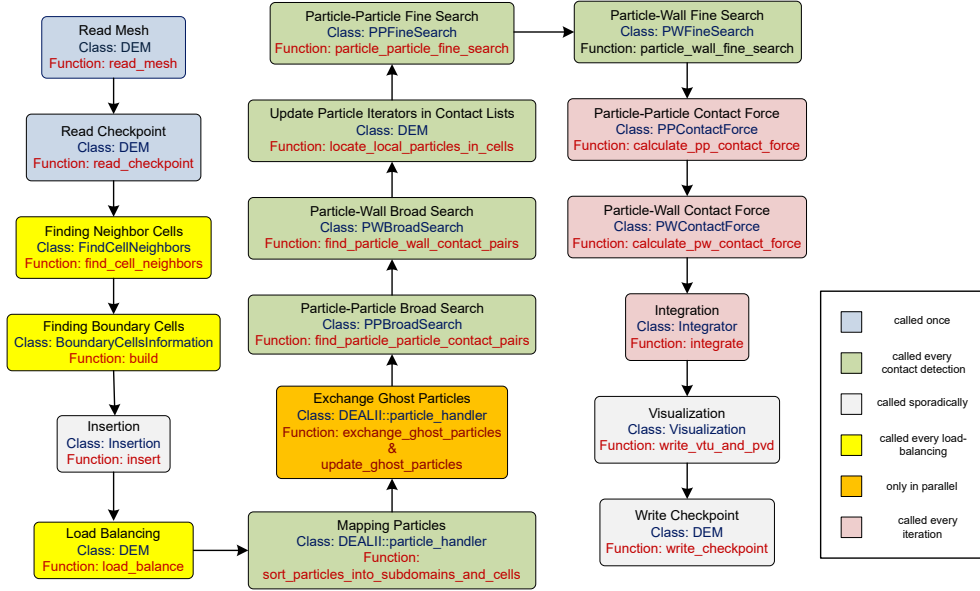 Read Mesh
Class: DEM
Function: read_mesh
Read Checkpoint
Class: DEM
Function: read_checkpoint
Finding Neighbor Cells
Class: FindCellNeighbors
Function: find_cell_neighbors
Finding Boundary Cells
Class: BoundaryCellsInformation
Function: build
Insertion
Class: Insertion
Function: insert
Load Balancing
Class: DEM
Function: load_balance
Mapping Particles
Class: DEALII::particle_handler
Function:
sort_particles_into_subdomains_and_cells
Exchange Ghost Particles
Class: DEALII::particle_handler
Function: exchange_ghost_particles
&
update_ghost_particles
Particle-Particle Broad Search
Class: PPBroadSearch
Function: find_particle_particle_contact_pairs
Particle-Wall Broad Search
Class: PWBroadSearch
Function: find_particle_wall_contact_pairs
Update Particle Iterators in Contact Lists
Class: DEM
Function: locate_local_particles_in_cells
Particle-Particle Fine Search
Class: PPFineSearch
Function: particle_particle_fine_search
Particle-Wall Fine Search
Class: PWFineSearch
Function: particle_wall_fine_search
Particle-Particle Contact Force
Class: PPContactForce
Function: calculate_pp_contact_force
Particle-Wall Contact Force
Class: PWContactForce
Function: calculate_pw_contact_force
Integration
Class: Integrator
Function: integrate
Visualization
Class: Visualization
Function: write_vtu_and_pvd
Write Checkpoint
Class: DEM
Function: write_checkpoint
called once
called every
contact detection
called sporadically
called every load-
balancing
only in parallel
called every
iteration